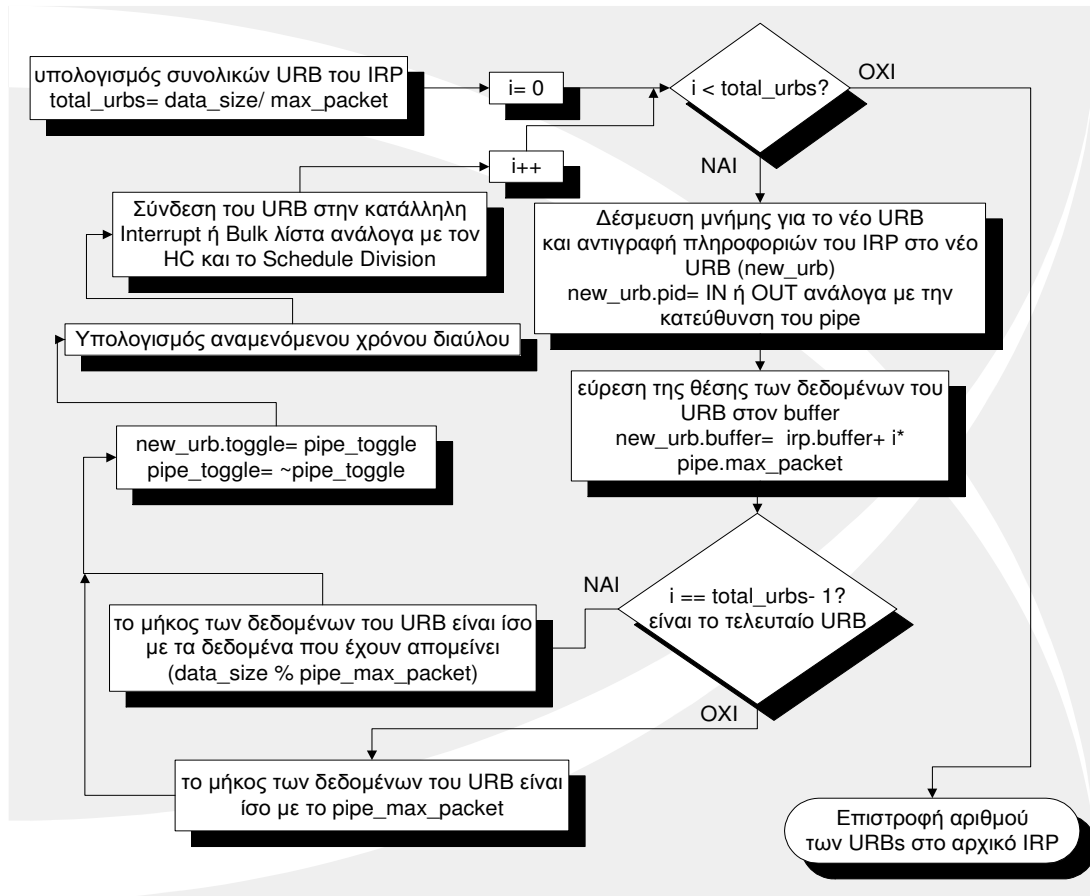 υπολογισμός συνολικών URB του IRP
total_urbs= data_size/ max_packet
i= 0
i < total_urbs?
ΟΧΙ
ΝΑΙ
i++
Σύνδεση του URB στην κατάλληλη
Interrupt ή Bulk λίστα ανάλογα με τον
HC και το Schedule Division
Δέσμευση μνήμης για το νέο URB
και αντιγραφή πληροφοριών του IRP στο νέο
URB (new_urb)
new_urb.pid= IN ή OUT ανάλογα με την
κατεύθυνση του pipe
Υπολογισμός αναμενόμενου χρόνου διαύλου
εύρεση της θέσης των δεδομένων του
URB στον buffer
new_urb.buffer= irp.buffer+ i*
pipe.max_packet
new_urb.toggle= pipe_toggle
pipe_toggle= ~pipe_toggle
i == total_urbs- 1?
είναι το τελευταίο URB
ΝΑΙ
το μήκος των δεδομένων του URB είναι ίσο
με τα δεδομένα που έχουν απομείνει
(data_size % pipe_max_packet)
ΟΧΙ
το μήκος των δεδομένων του URB είναι
ίσο με το pipe_max_packet
Επιστροφή αριθμού
των URBs στο αρχικό IRP